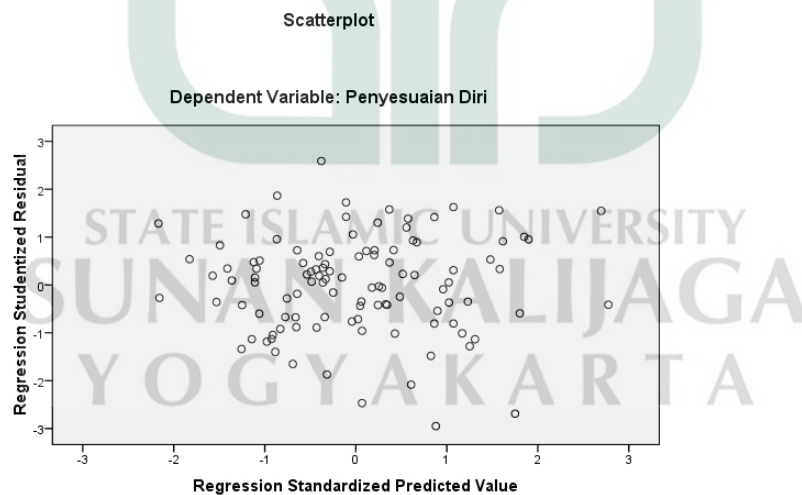 Scatterplot
Dependent Variable: Penyesuaian Diri
Regression Studentized Residual
3
2
1
0
-1
-2
-3
-3
-2
-1
0
1
2
3
Regression Standardized Predicted Value
STATE ISLAMIC UNIVERSITY
SUNAN KALIJAGA
YOGYAKARTA